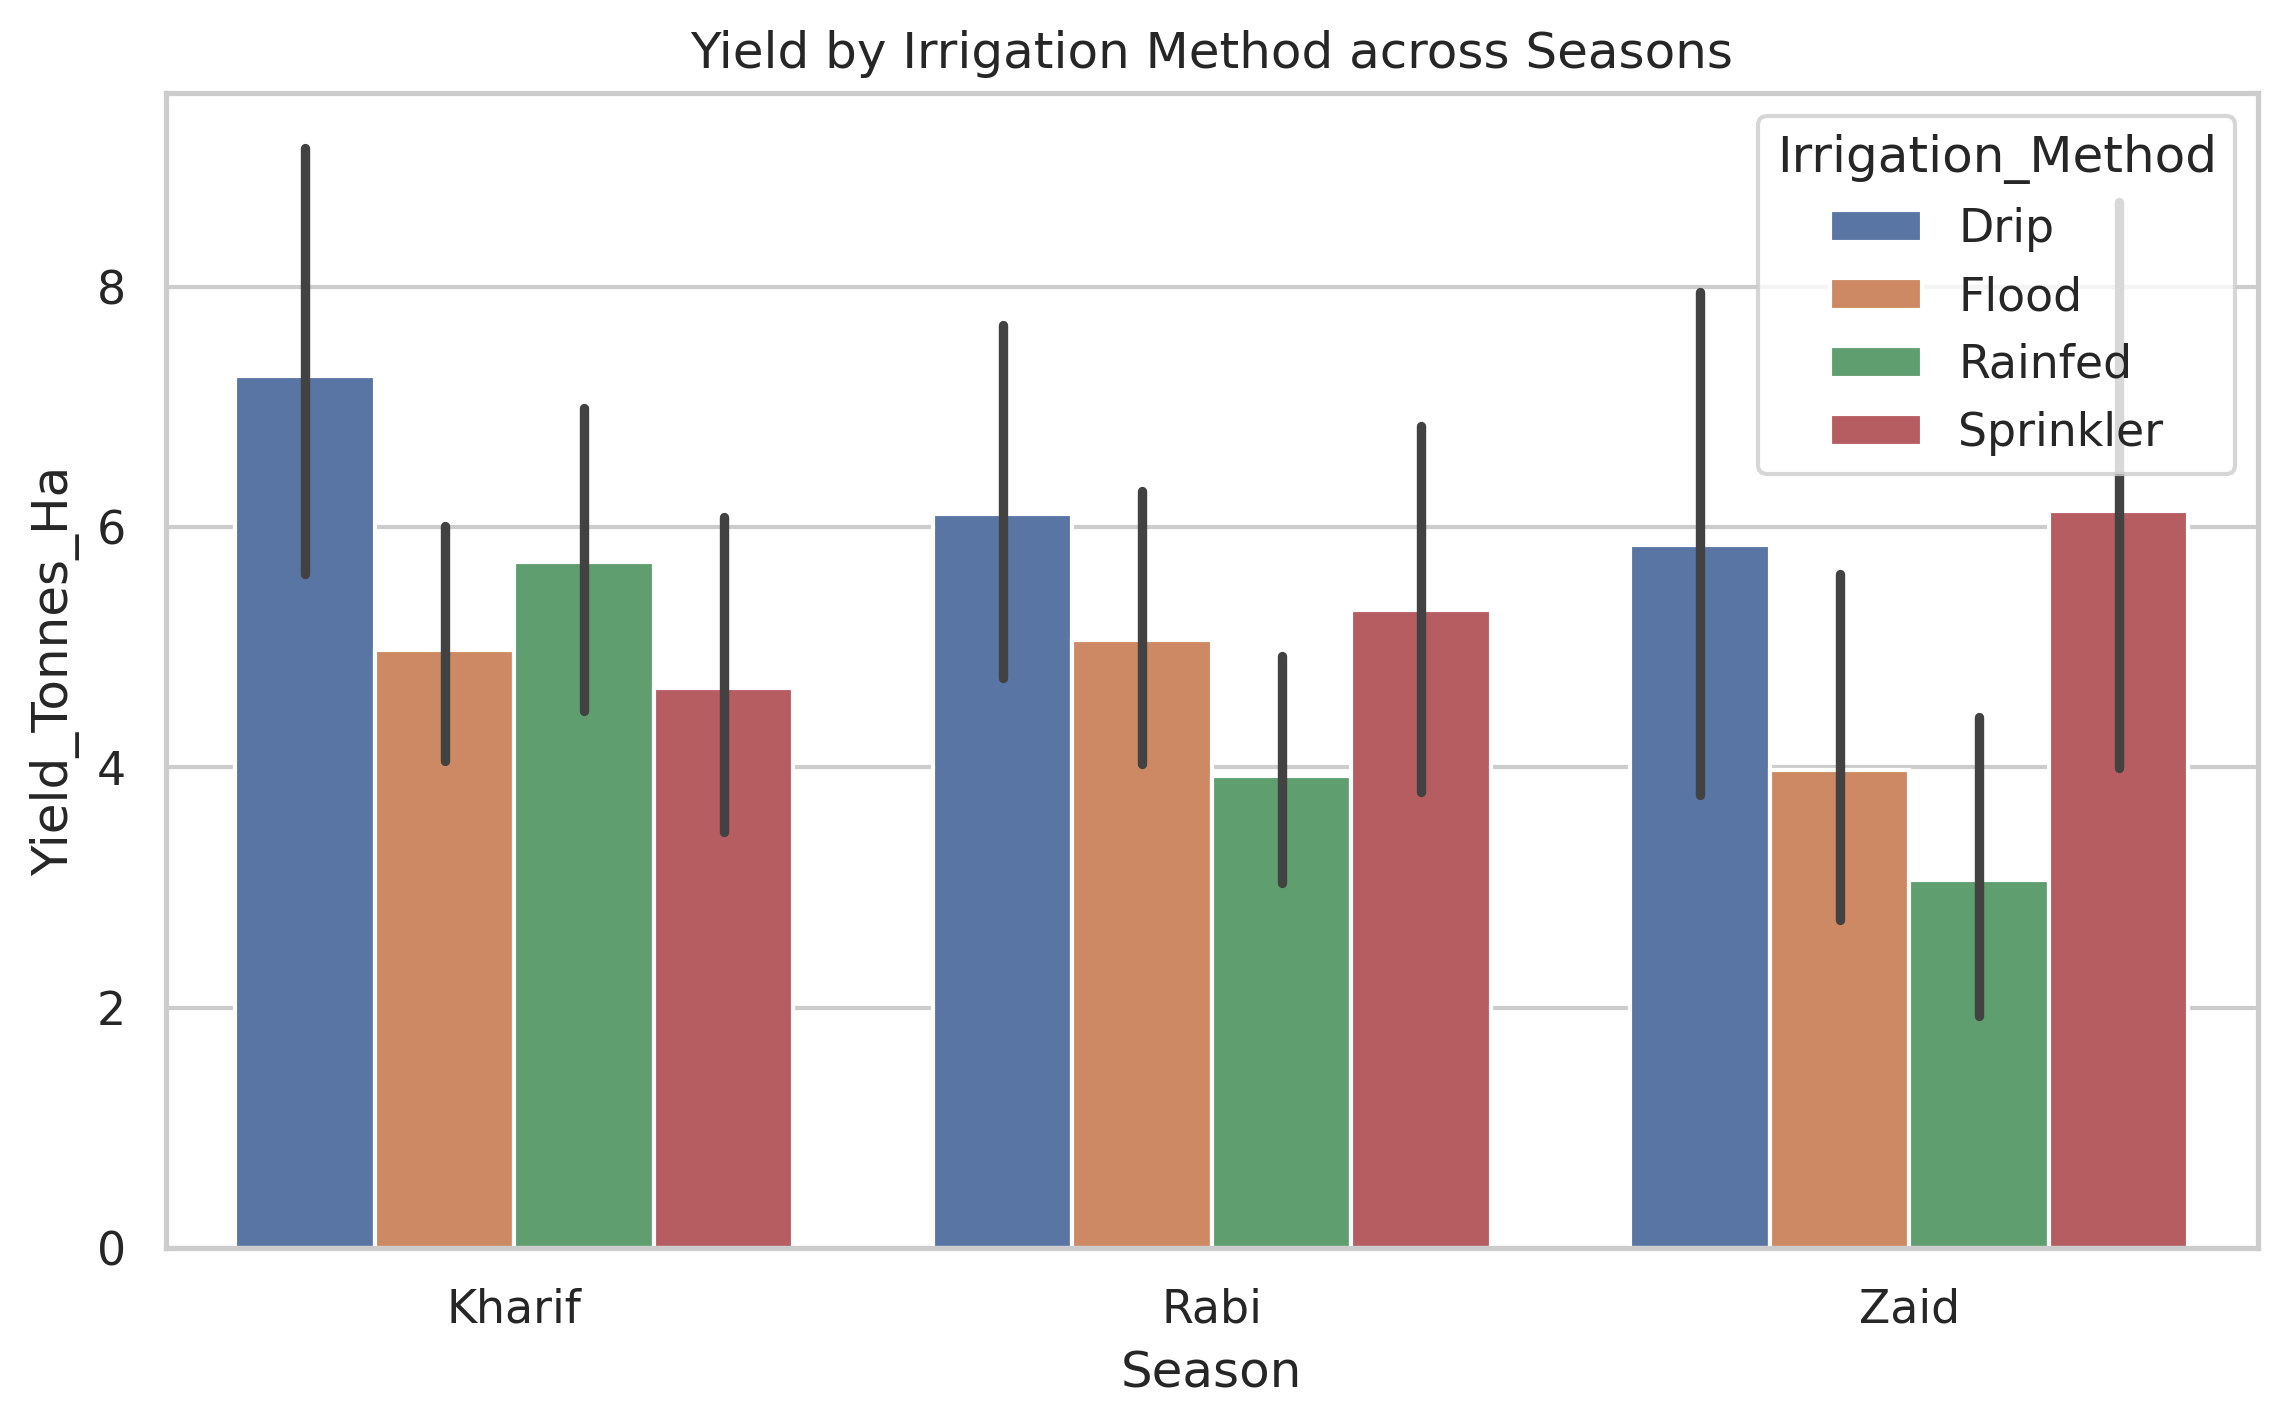 Yield by Irrigation Method across Seasons
Irrigation_Method
Drip
Flood
Rainfed
Sprinkler
Yield_Tonnes_Ha
8
6
4
2
0
Kharif
Rabi
Zaid
Season